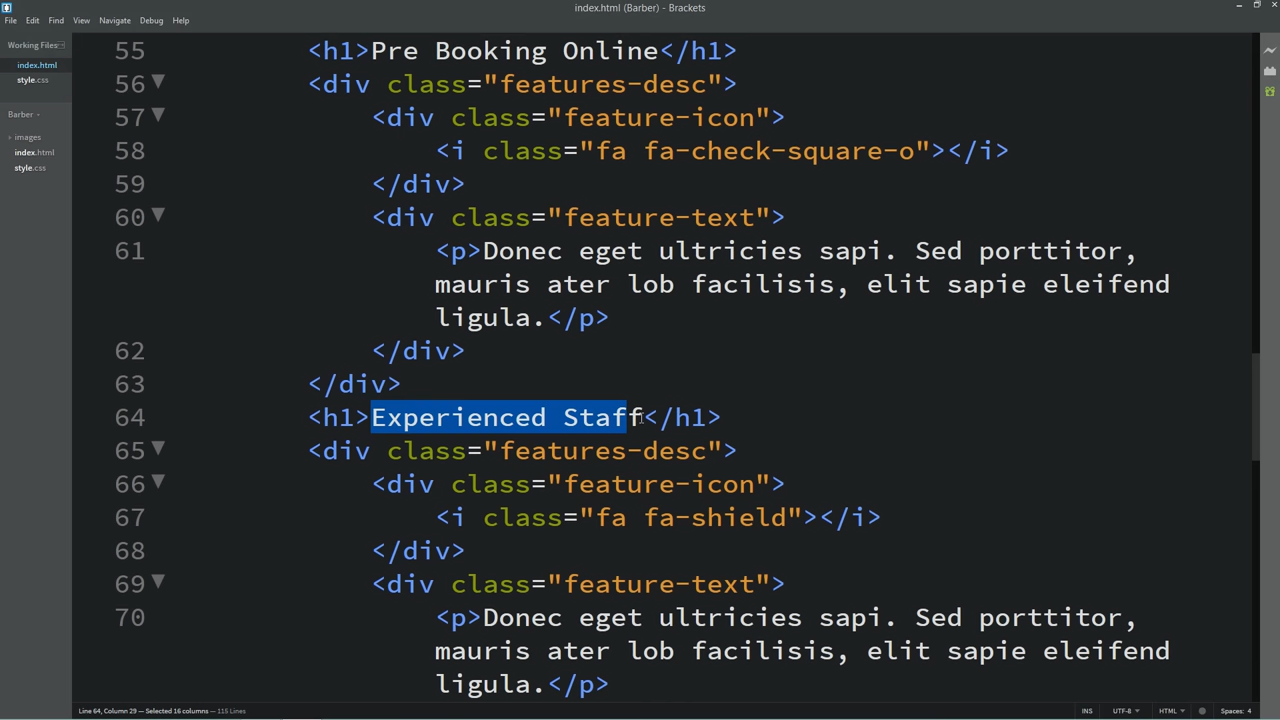 index.html (Barber) - Brackets
File Edit Find View Navigate Debug Help
Working Files
index.html
style.css
Barber
images
index.html
style.css
55 <h1>Pre Booking Online</h1>
56 <div class="features-desc">
57 <div class="feature-icon">
58 <i class="fa fa-check-square-o"></i>
59 </div>
60 <div class="feature-text">
61 <p>Donec eget ultricies sapi. Sed porttitor,
mauris ater lob facilisis, elit sapie eleifend
ligula.</p>
62 </div>
63 </div>
64 <h1>Experienced Staff</h1>
65 <div class="features-desc">
66 <div class="feature-icon">
67 <i class="fa fa-shield"></i>
68 </div>
69 <div class="feature-text">
70 <p>Donec eget ultricies sapi. Sed porttitor,
mauris ater lob facilisis, elit sapie eleifend
ligula.</p>
Line 64, Column 29 — Selected 16 columns — 115 Lines
INS UTF-8 HTML Spaces: 4